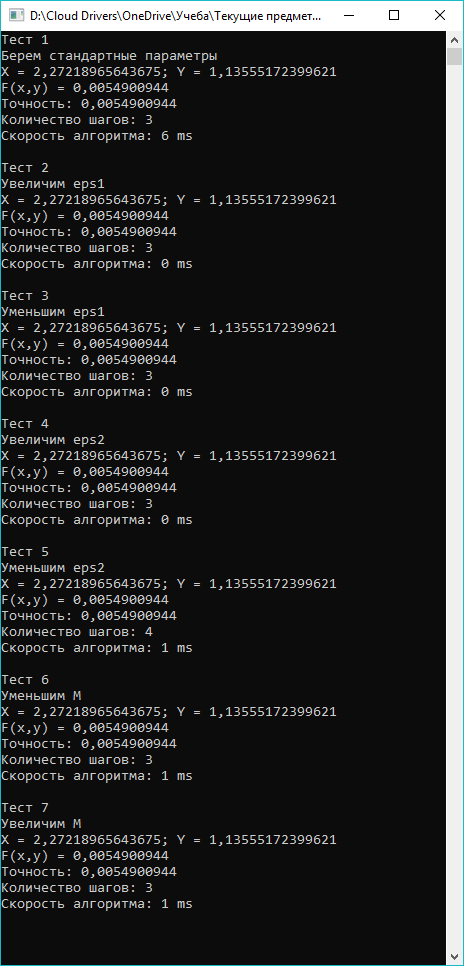 D:\Cloud Drivers\OneDrive\Учеба\Текущие предмет...
Тест 1
Берем стандартные параметры
X = 2,27218965643675; Y = 1,13555172399621
F(x,y) = 0,0054900944
Точность: 0,0054900944
Количество шагов: 3
Скорость алгоритма: 6 ms
Тест 2
Увеличим eps1
X = 2,27218965643675; Y = 1,13555172399621
F(x,y) = 0,0054900944
Точность: 0,0054900944
Количество шагов: 3
Скорость алгоритма: 0 ms
Тест 3
Уменьшим eps1
X = 2,27218965643675; Y = 1,13555172399621
F(x,y) = 0,0054900944
Точность: 0,0054900944
Количество шагов: 3
Скорость алгоритма: 0 ms
Тест 4
Увеличим eps2
X = 2,27218965643675; Y = 1,13555172399621
F(x,y) = 0,0054900944
Точность: 0,0054900944
Количество шагов: 3
Скорость алгоритма: 0 ms
Тест 5
Уменьшим eps2
X = 2,27218965643675; Y = 1,13555172399621
F(x,y) = 0,0054900944
Точность: 0,0054900944
Количество шагов: 4
Скорость алгоритма: 1 ms
Тест 6
Уменьшим M
X = 2,27218965643675; Y = 1,13555172399621
F(x,y) = 0,0054900944
Точность: 0,0054900944
Количество шагов: 3
Скорость алгоритма: 1 ms
Тест 7
Увеличим M
X = 2,27218965643675; Y = 1,13555172399621
F(x,y) = 0,0054900944
Точность: 0,0054900944
Количество шагов: 3
Скорость алгоритма: 1 ms